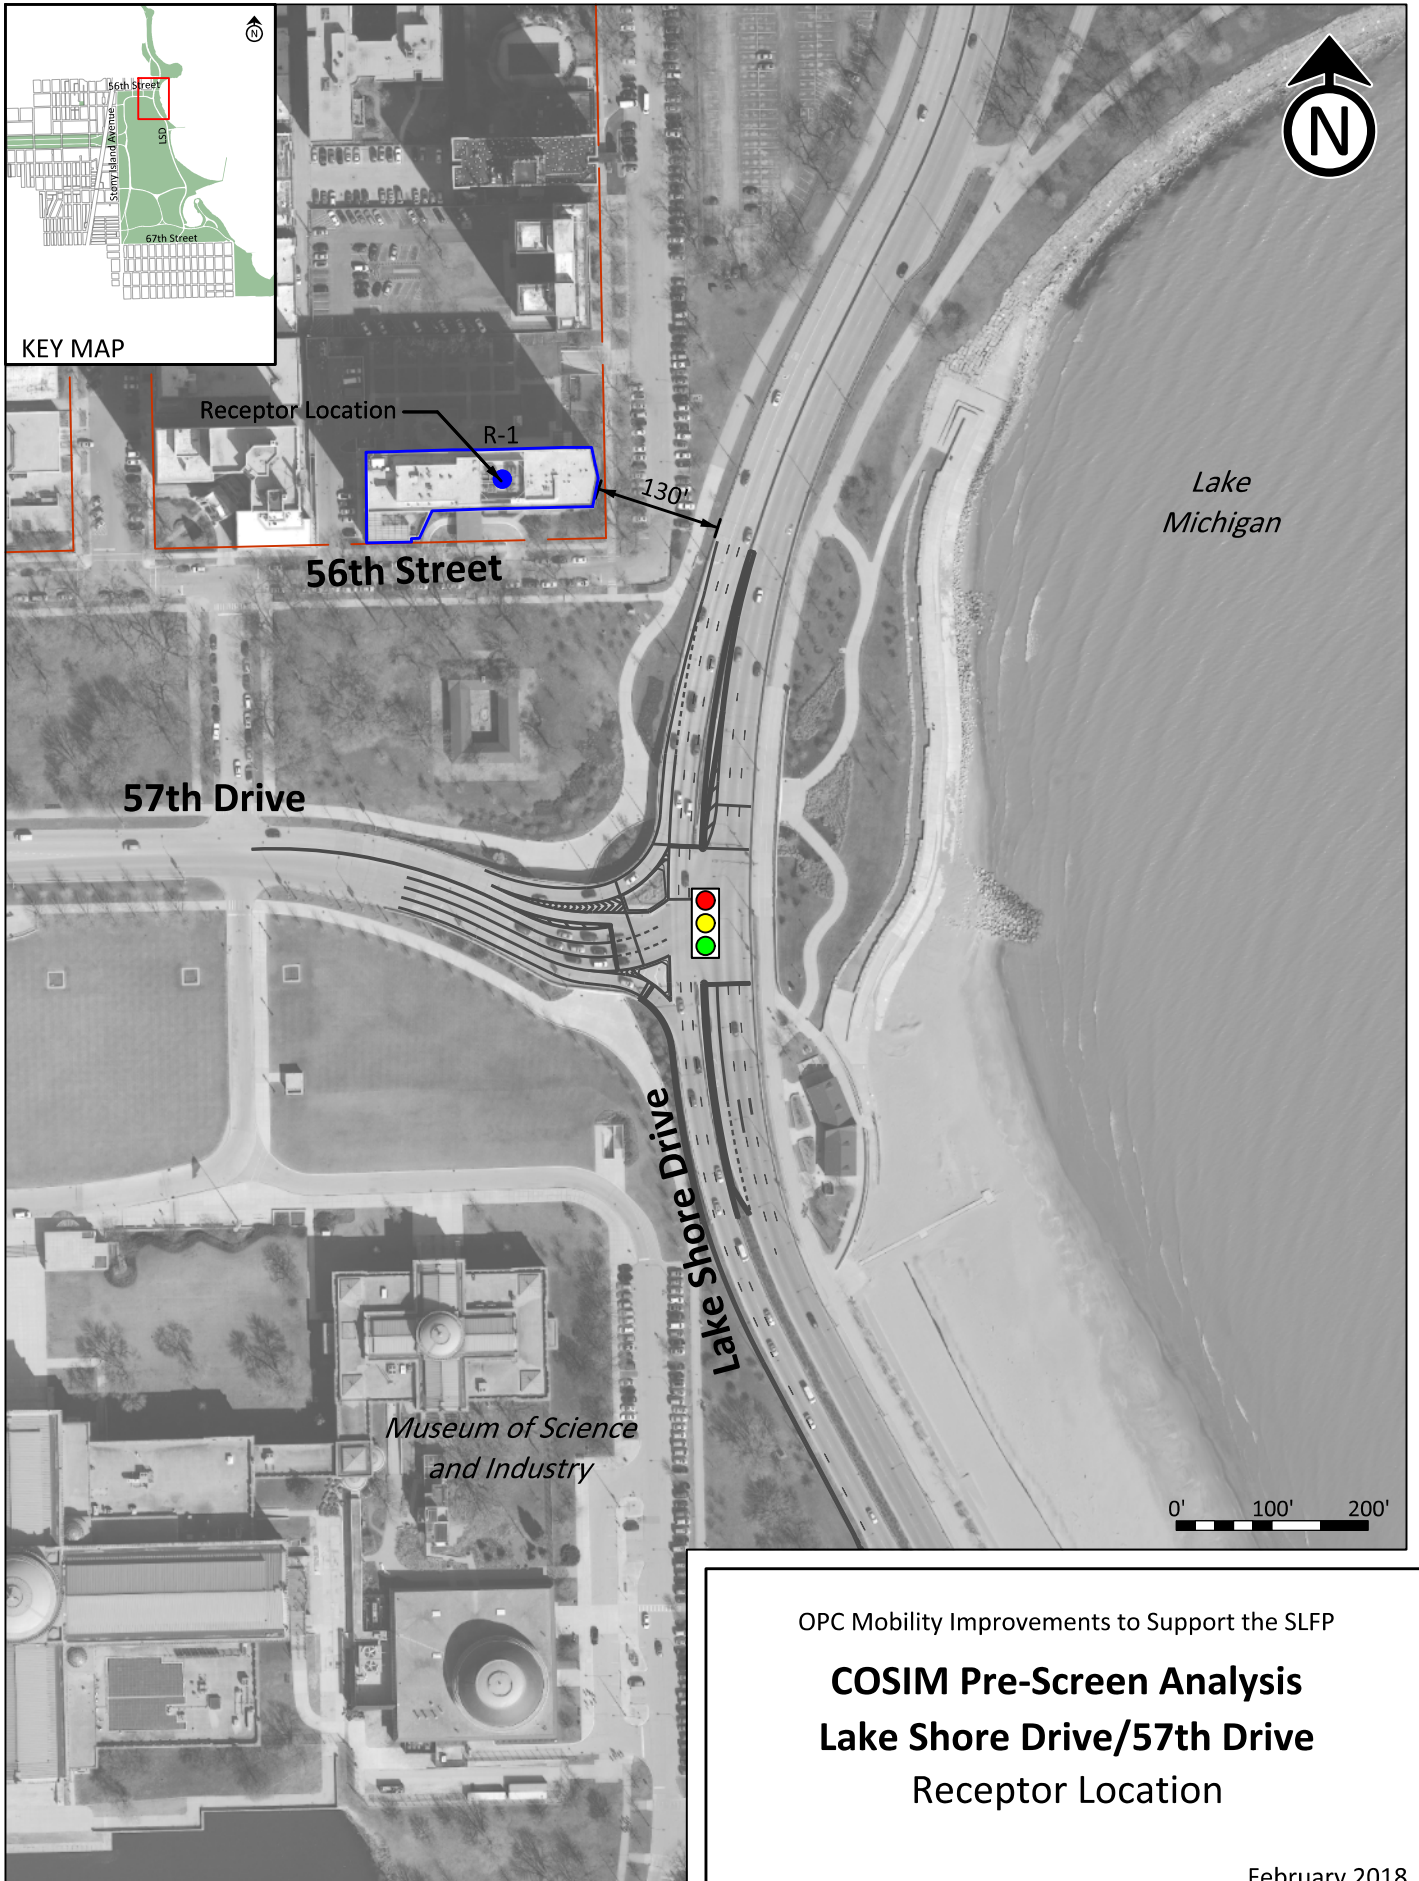 N
56th Street
Stony Island Avenue
LSD
67th Street
KEY MAP
N
Receptor Location
R-1
130'
Lake
Michigan
56th Street
57th Drive
Lake Shore Drive
Museum of Science
and Industry
0' 100' 200'
OPC Mobility Improvements to Support the SLFP
COSIM Pre-Screen Analysis
Lake Shore Drive/57th Drive
Receptor Location
February 2018